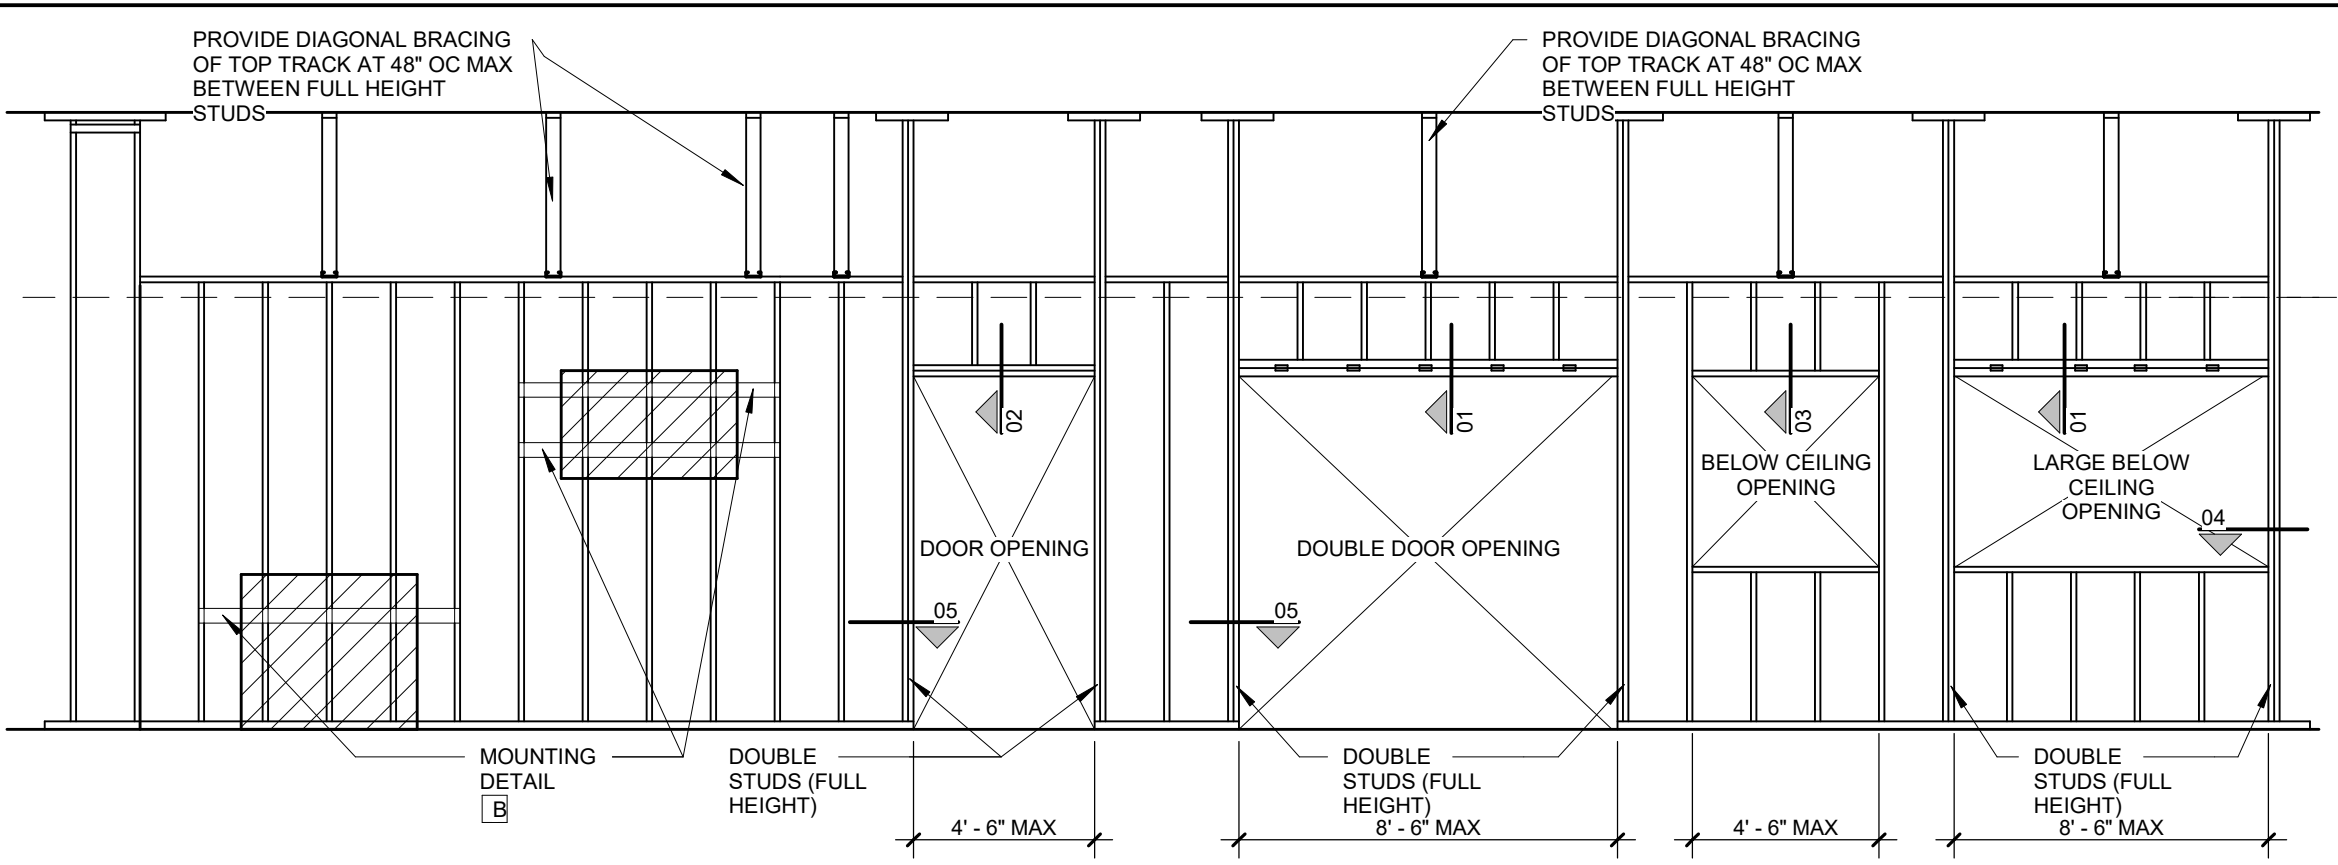 PROVIDE DIAGONAL BRACING
OF TOP TRACK AT 48" OC MAX
BETWEEN FULL HEIGHT
STUDS
PROVIDE DIAGONAL BRACING
OF TOP TRACK AT 48" OC MAX
BETWEEN FULL HEIGHT
STUDS
02
01
03
01
BELOW CEILING
OPENING
LARGE BELOW
CEILING
OPENING
04
DOOR OPENING
DOUBLE DOOR OPENING
05
05
MOUNTING
DETAIL
B
DOUBLE
STUDS (FULL
HEIGHT)
DOUBLE
STUDS (FULL
HEIGHT)
DOUBLE
STUDS (FULL
HEIGHT)
4' - 6" MAX
8' - 6" MAX
4' - 6" MAX
8' - 6" MAX